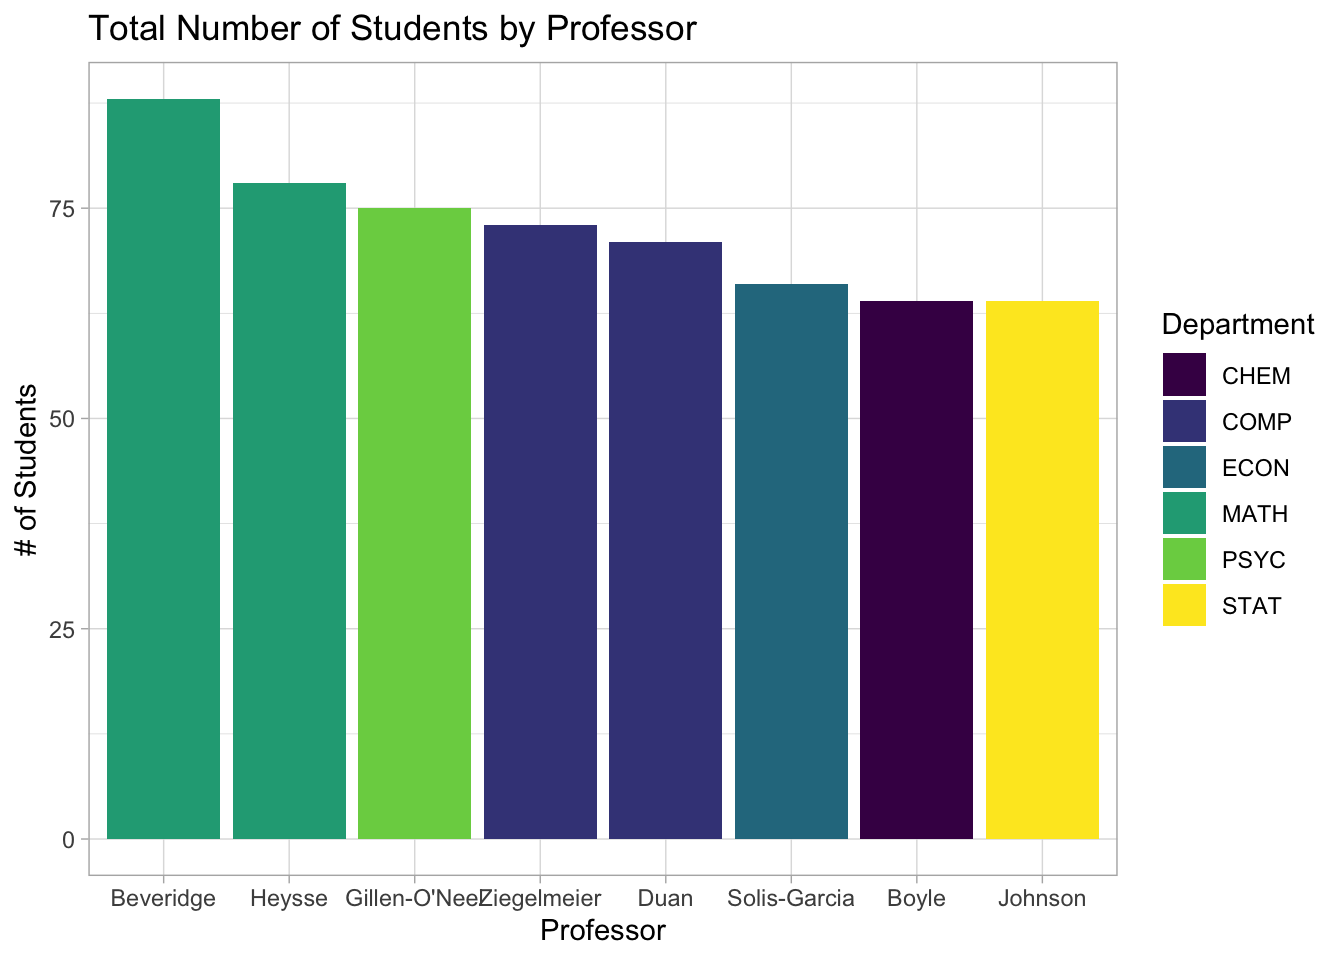 Total Number of Students by Professor
# of Students
75
50
25
0
Beveridge Heysse Gillen-O'Neel Ziegelmeier Duan Solis-Garcia Boyle Johnson
Professor
Department
CHEM
COMP
ECON
MATH
PSYC
STAT